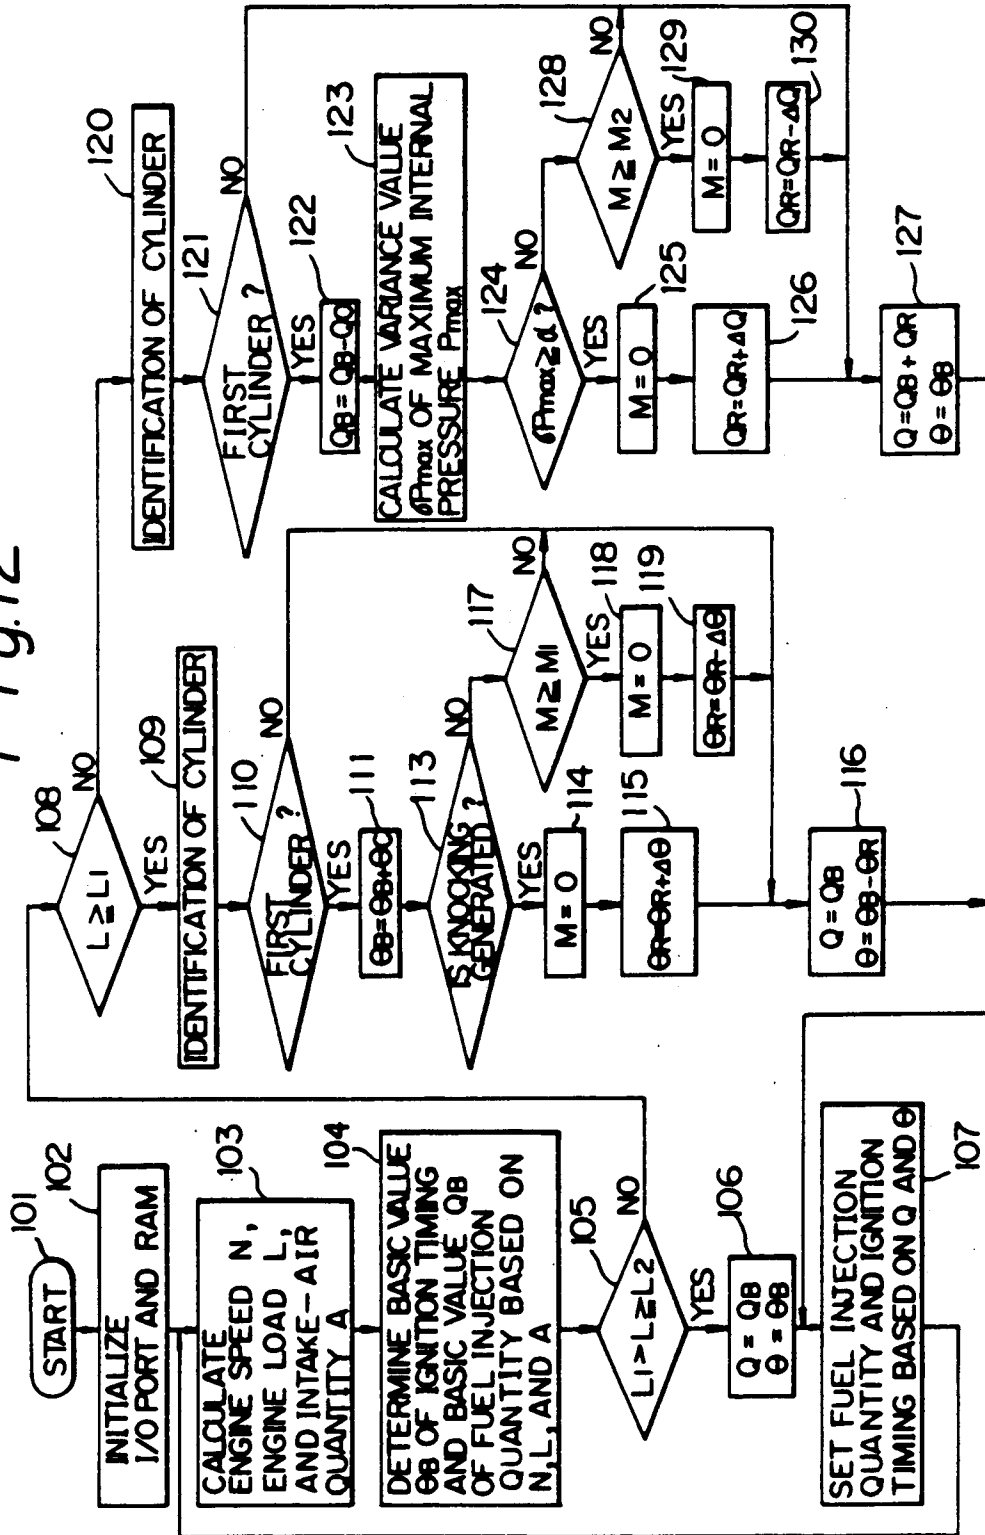 Fig.12
START
101
INITIALIZE
I/O PORT AND RAM
102
CALCULATE
ENGINE SPEED N,
ENGINE LOAD L,
AND INTAKE-AIR
QUANTITY A
103
DETERMINE BASIC VALUE
ΘB OF IGNITION TIMING
AND BASIC VALUE QB
OF FUEL INJECTION
QUANTITY BASED ON
N,L, AND A
104
L1 > L ≧ L2
105
NO
YES
Q = QB
Θ = ΘB
106
SET FUEL INJECTION
QUANTITY AND IGNITION
TIMING BASED ON Q AND Θ
107
L ≧ L1
108
NO
YES
IDENTIFICATION OF CYLINDER
109
FIRST
CYLINDER ?
110
NO
YES
ΘB=ΘB+ΘC
111
IS KNOCKING
GENERATED ?
113
NO
YES
M = 0
114
ΘR=ΘR+ΔΘ
115
Q = QB
Θ = ΘB-ΘR
116
M ≧ M1
117
NO
YES
M = 0
118
ΘR=ΘR-ΔΘ
119
IDENTIFICATION OF CYLINDER
120
FIRST
CYLINDER ?
121
NO
YES
QB = QB-QC
122
CALCULATE VARIANCE VALUE
σPmax OF MAXIMUM INTERNAL
PRESSURE Pmax
123
σPmax ≧ α ?
124
NO
YES
M = 0
125
QR=QR+ΔQ
126
Q=QB+QR
Θ = ΘB
127
M ≧ M2
128
NO
YES
M = 0
129
QR=QR-ΔQ
130